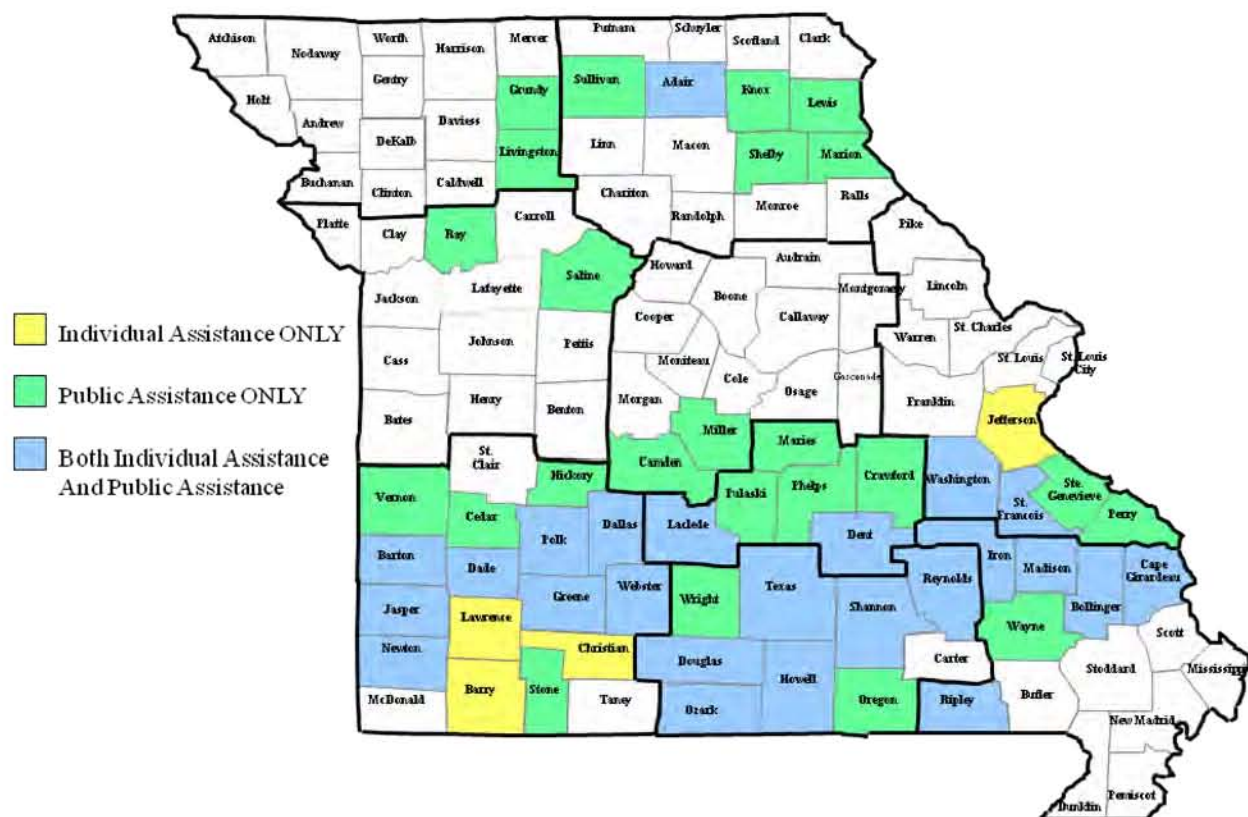 Atchison
Nodaway
Worth
Harrison
Mercer
Putnam
Schuyler
Scotland
Clark
Gentry
Holt
Grundy
Sullivan
Adair
Knox
Lewis
Andrew
DeKalb
Daviess
Livingston
Linn
Macon
Shelby
Marion
Buchanan
Clinton
Caldwell
Chariton
Randolph
Monroe
Ralls
Platte
Clay
Ray
Carroll
Pike
Saline
Howard
Audrain
Boone
Montgomery
Lincoln
Jackson
Lafayette
Cooper
Callaway
Warren
St. Charles
St. Louis
St. Louis
City
Individual Assistance ONLY
Cass
Johnson
Pettis
Moniteau
Cole
Osage
Gasconade
Franklin
Jefferson
Public Assistance ONLY
Bates
Henry
Benton
Morgan
Miller
Maries
Both Individual Assistance
And Public Assistance
St.
Clair
Hickory
Camden
Pulaski
Phelps
Crawford
Washington
Ste.
Genevieve
St.
Francois
Perry
Vernon
Cedar
Polk
Dallas
Laclede
Dent
Barton
Dade
Greene
Webster
Wright
Texas
Shannon
Reynolds
Iron
Madison
Cape
Girardeau
Bollinger
Jasper
Lawrence
Newton
Christian
Douglas
Howell
Carter
Wayne
Scott
Stoddard
Mississippi
McDonald
Barry
Stone
Taney
Ozark
Oregon
Ripley
Butler
New Madrid
Dunklin
Pemiscot